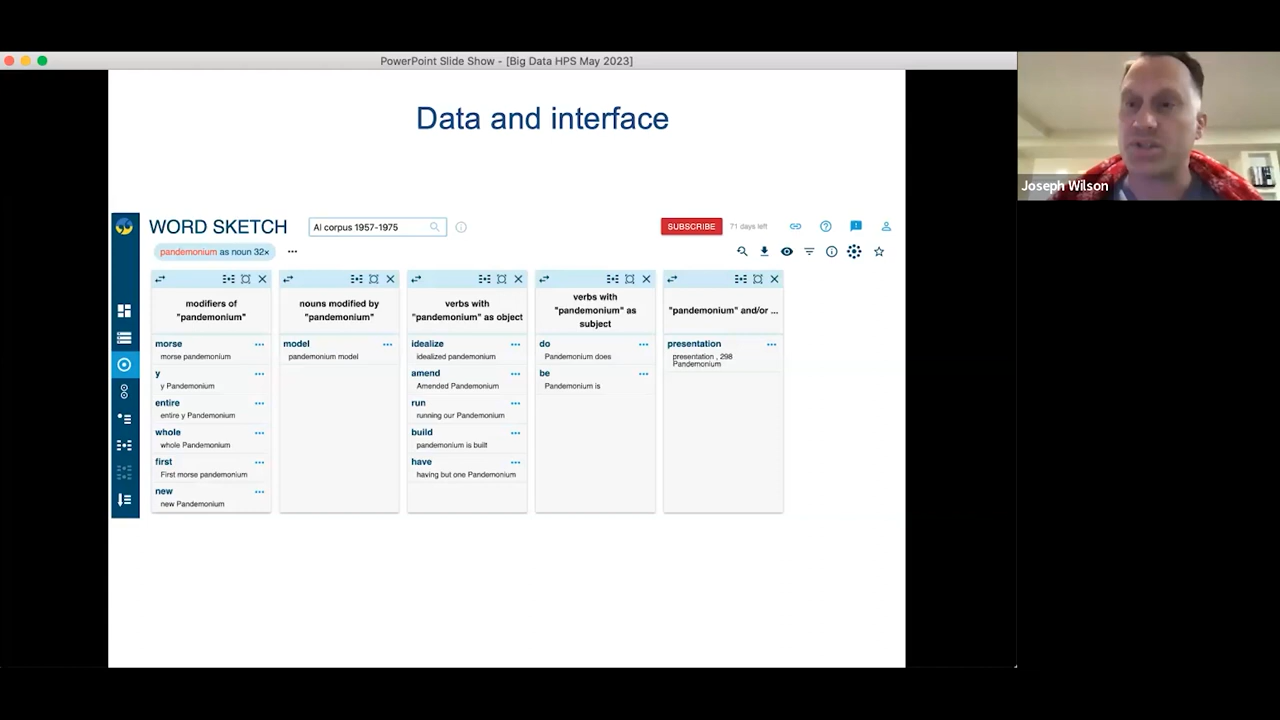 PowerPoint Slide Show - [Big Data HPS May 2023]
Data and interface
Joseph Wilson
WORD SKETCH
AI corpus 1957-1975
SUBSCRIBE
71 days left
pandemonium as noun 32×
modifiers of
"pandemonium"
morse
morse pandemonium
y
y Pandemonium
entire
entire y Pandemonium
whole
whole Pandemonium
first
First morse pandemonium
new
new Pandemonium
nouns modified by
"pandemonium"
model
pandemonium model
verbs with
"pandemonium" as object
idealize
idealized pandemonium
amend
Amended Pandemonium
run
running our Pandemonium
build
pandemonium is built
have
having but one Pandemonium
verbs with
"pandemonium" as
subject
do
Pandemonium does
be
Pandemonium is
"pandemonium" and/or ...
presentation
presentation , 298
Pandemonium